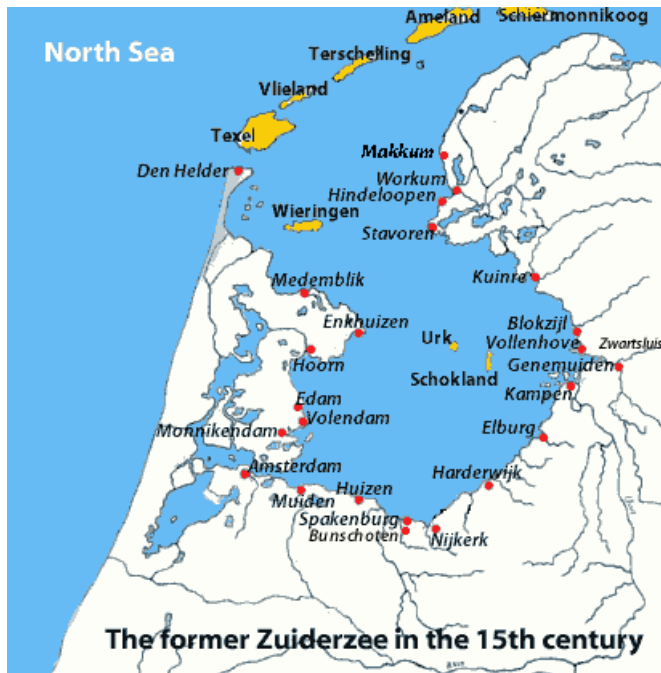 Ameland
Schiermonnikoog
North Sea
Terschelling
Vlieland
Texel
Makkum
Den Helder
Workum
Hindeloopen
Wieringen
Stavoren
Medemblik
Kuinre
Enkhuizen
Blokzijl
Urk
Vollenhove
Zwartsluis
Hoorn
Genemuiden
Schokland
Kampen
Edam
Volendam
Monnikendam
Elburg
Amsterdam
Harderwijk
Muiden
Huizen
Spakenburg
Bunschoten
Nijkerk
The former Zuiderzee in the 15th century